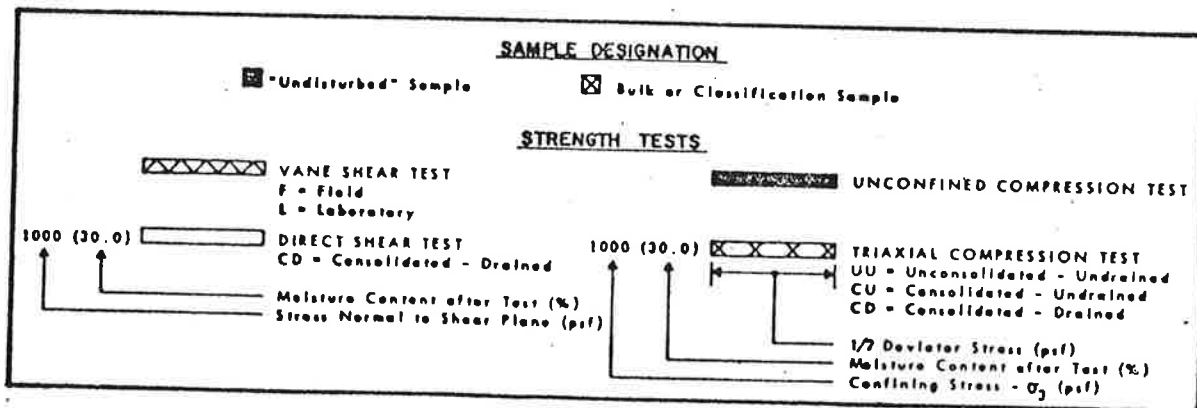 SAMPLE DESIGNATION
"Undisturbed" Sample
Bulk or Classification Sample
STRENGTH TESTS
VANE SHEAR TEST
F = Field
L = Laboratory
1000 (30.0)
DIRECT SHEAR TEST
CD = Consolidated - Drained
Moisture Content after Test (%)
Stress Normal to Shear Plane (psf)
UNCONFINED COMPRESSION TEST
1000 (30.0)
TRIAXIAL COMPRESSION TEST
UU = Unconsolidated - Undrained
CU = Consolidated - Undrained
CD = Consolidated - Drained
1/2 Deviator Stress (psf)
Moisture Content after Test (%)
Confining Stress - σ3 (psf)